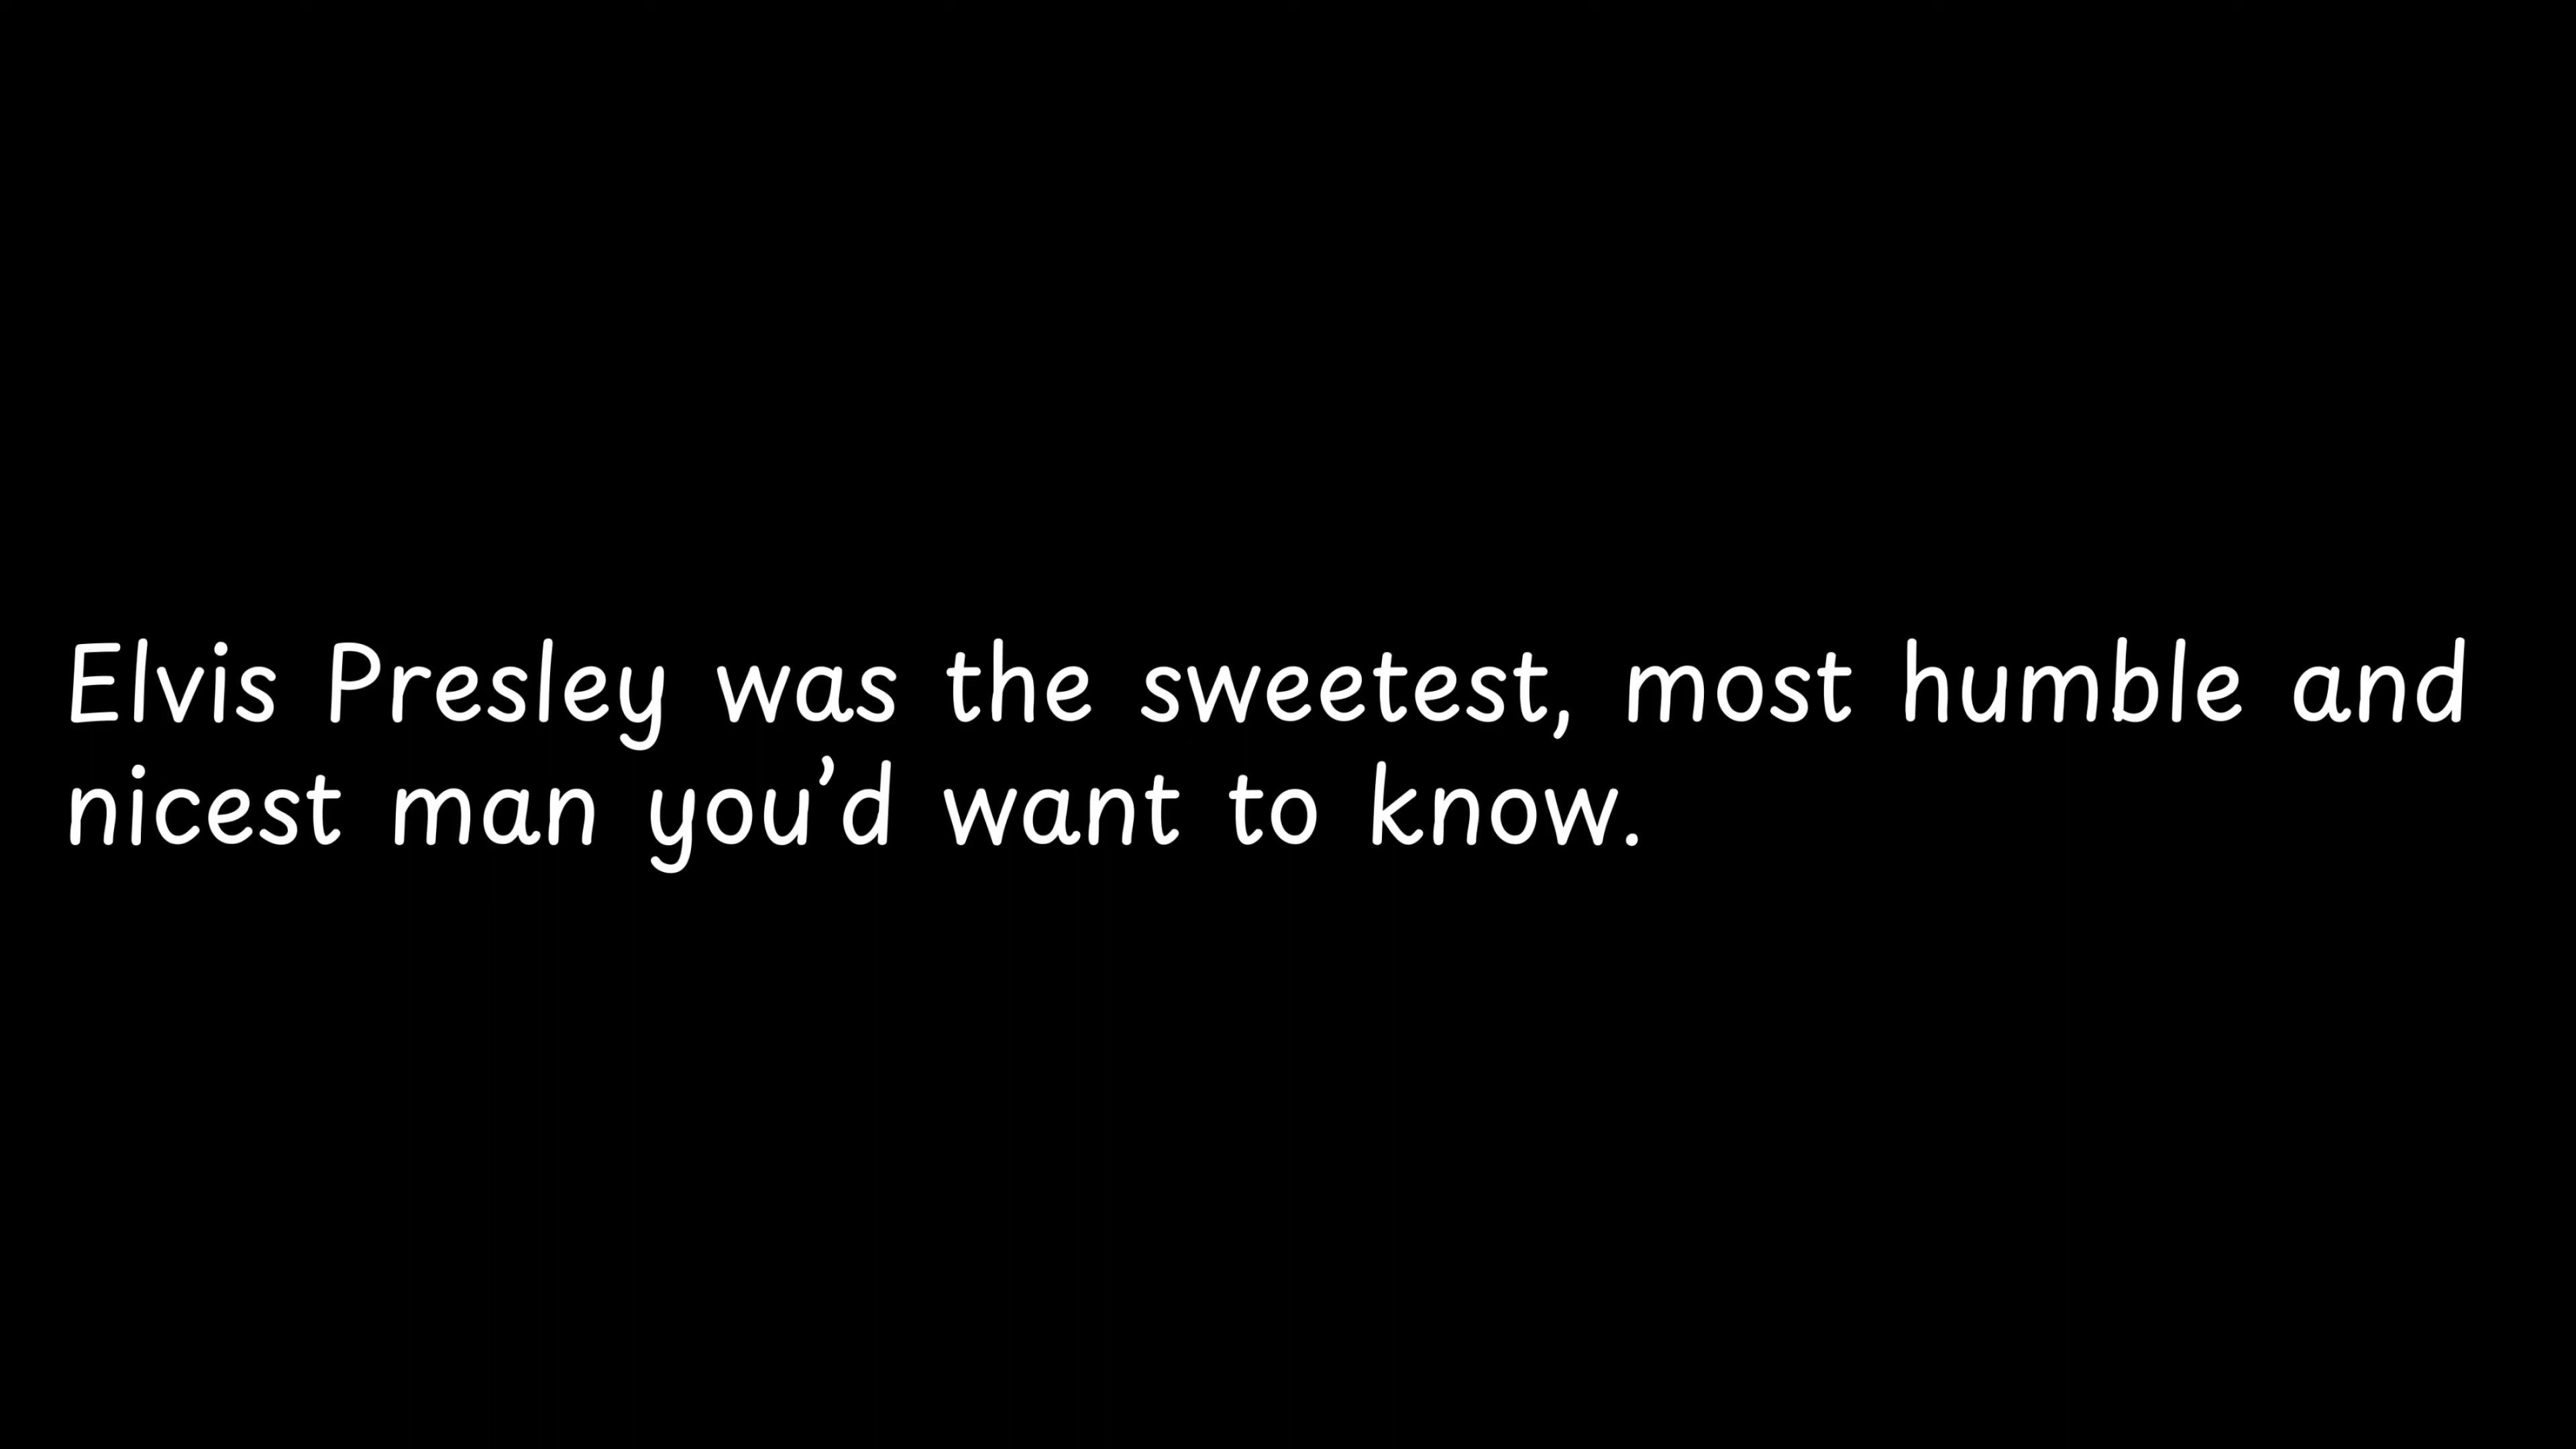 Elvis Presley was the sweetest, most humble and
nicest man you’d want to know.